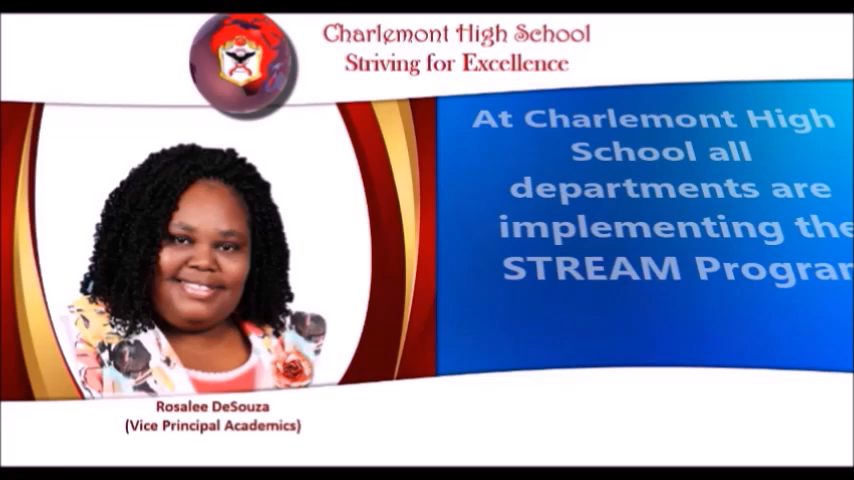 Charlemont High School
Striving for Excellence
At Charlemont High
School all
departments are
implementing the
STREAM Program
Rosalee DeSouza
(Vice Principal Academics)